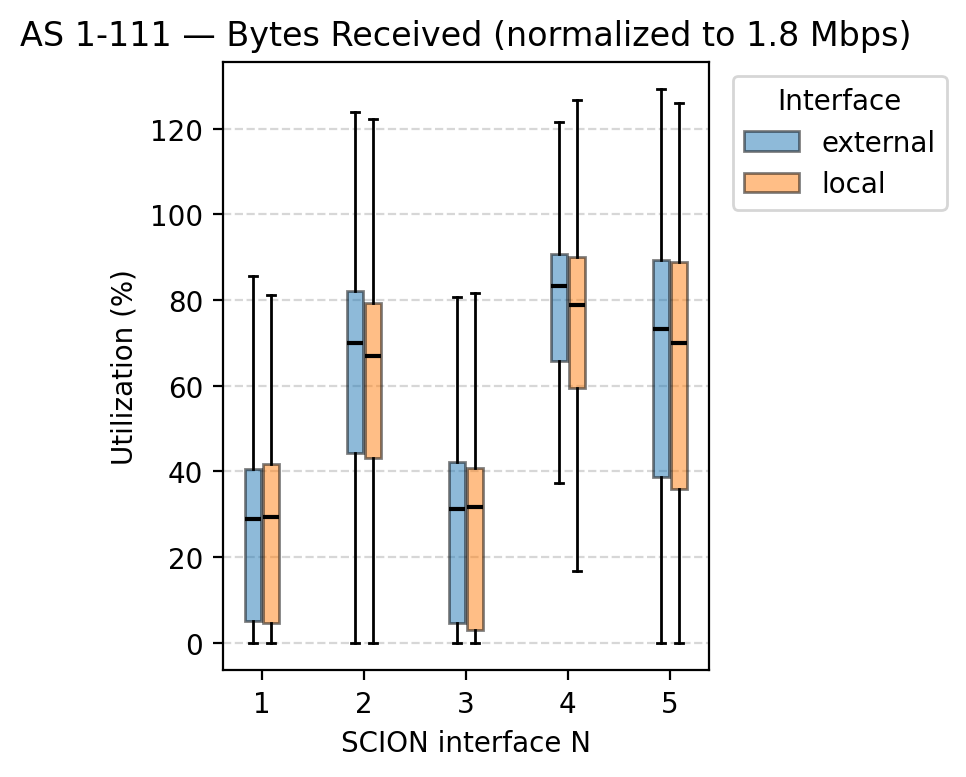 AS 1-111 — Bytes Received (normalized to 1.8 Mbps)
Interface
external
local
Utilization (%)
120
100
80
60
40
20
0
1 2 3 4 5
SCION interface N